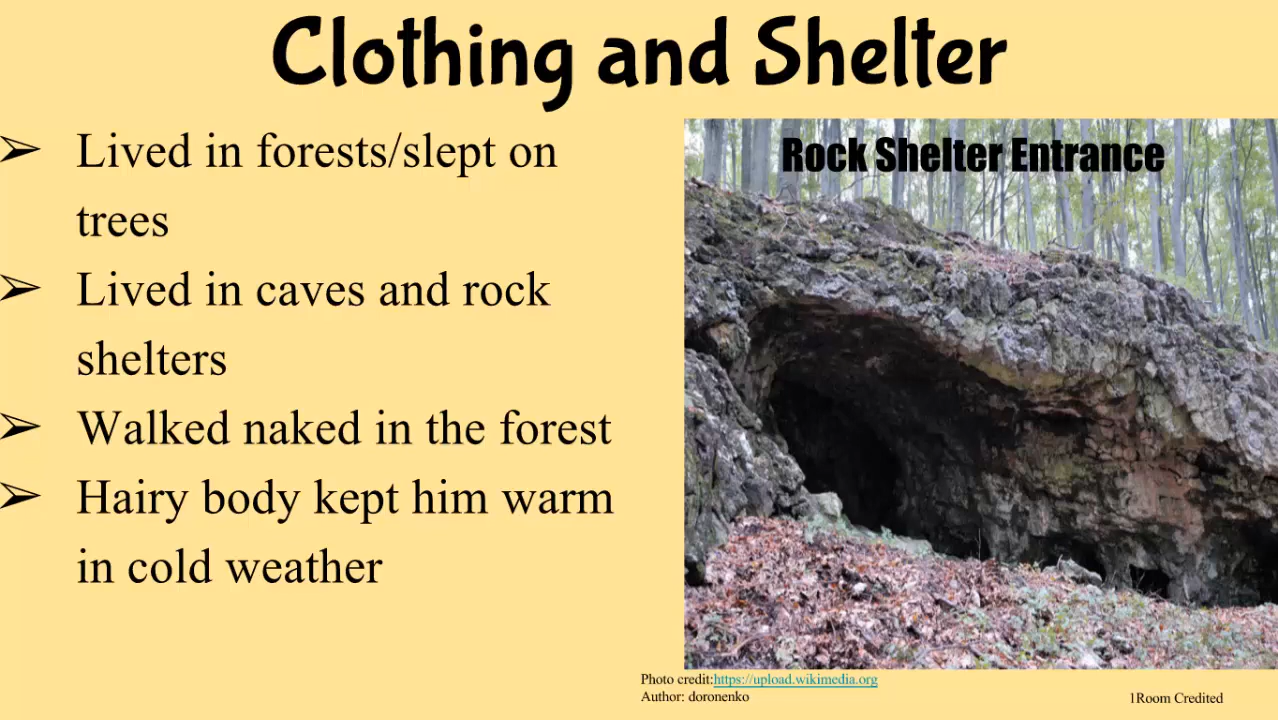 Clothing and Shelter
➢ Lived in forests/slept on
trees
➢ Lived in caves and rock
shelters
➢ Walked naked in the forest
➢ Hairy body kept him warm
in cold weather
Rock Shelter Entrance
Photo credit:https://upload.wikimedia.org
Author: doronenko
1Room Credited